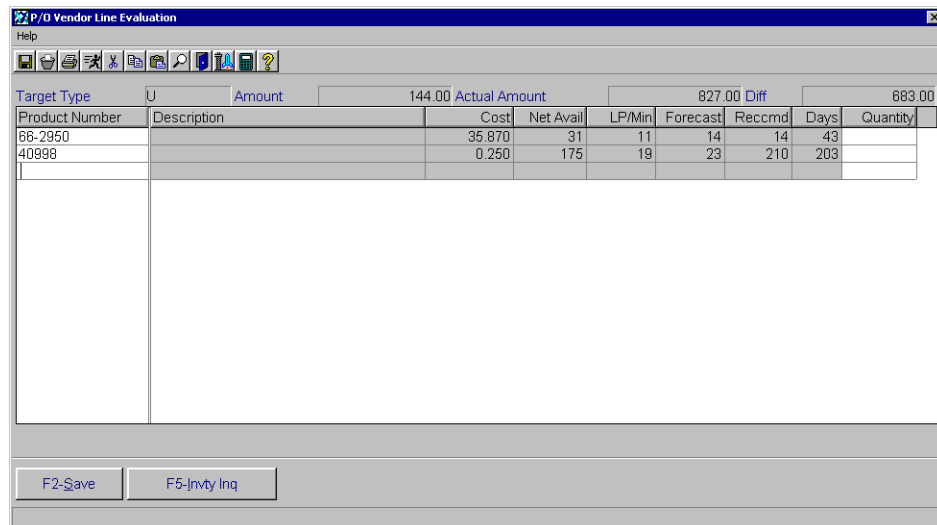 P/O Vendor Line Evaluation
Help
Target Type U Amount 144.00 Actual Amount 827.00 Diff 683.00
Product Number Description Cost Net Avail LP/Min Forecast Reccmd Days Quantity
66-2950 35.870 31 11 14 14 43
40998 0.250 175 19 23 210 203
F2-Save F5-Invty Inq